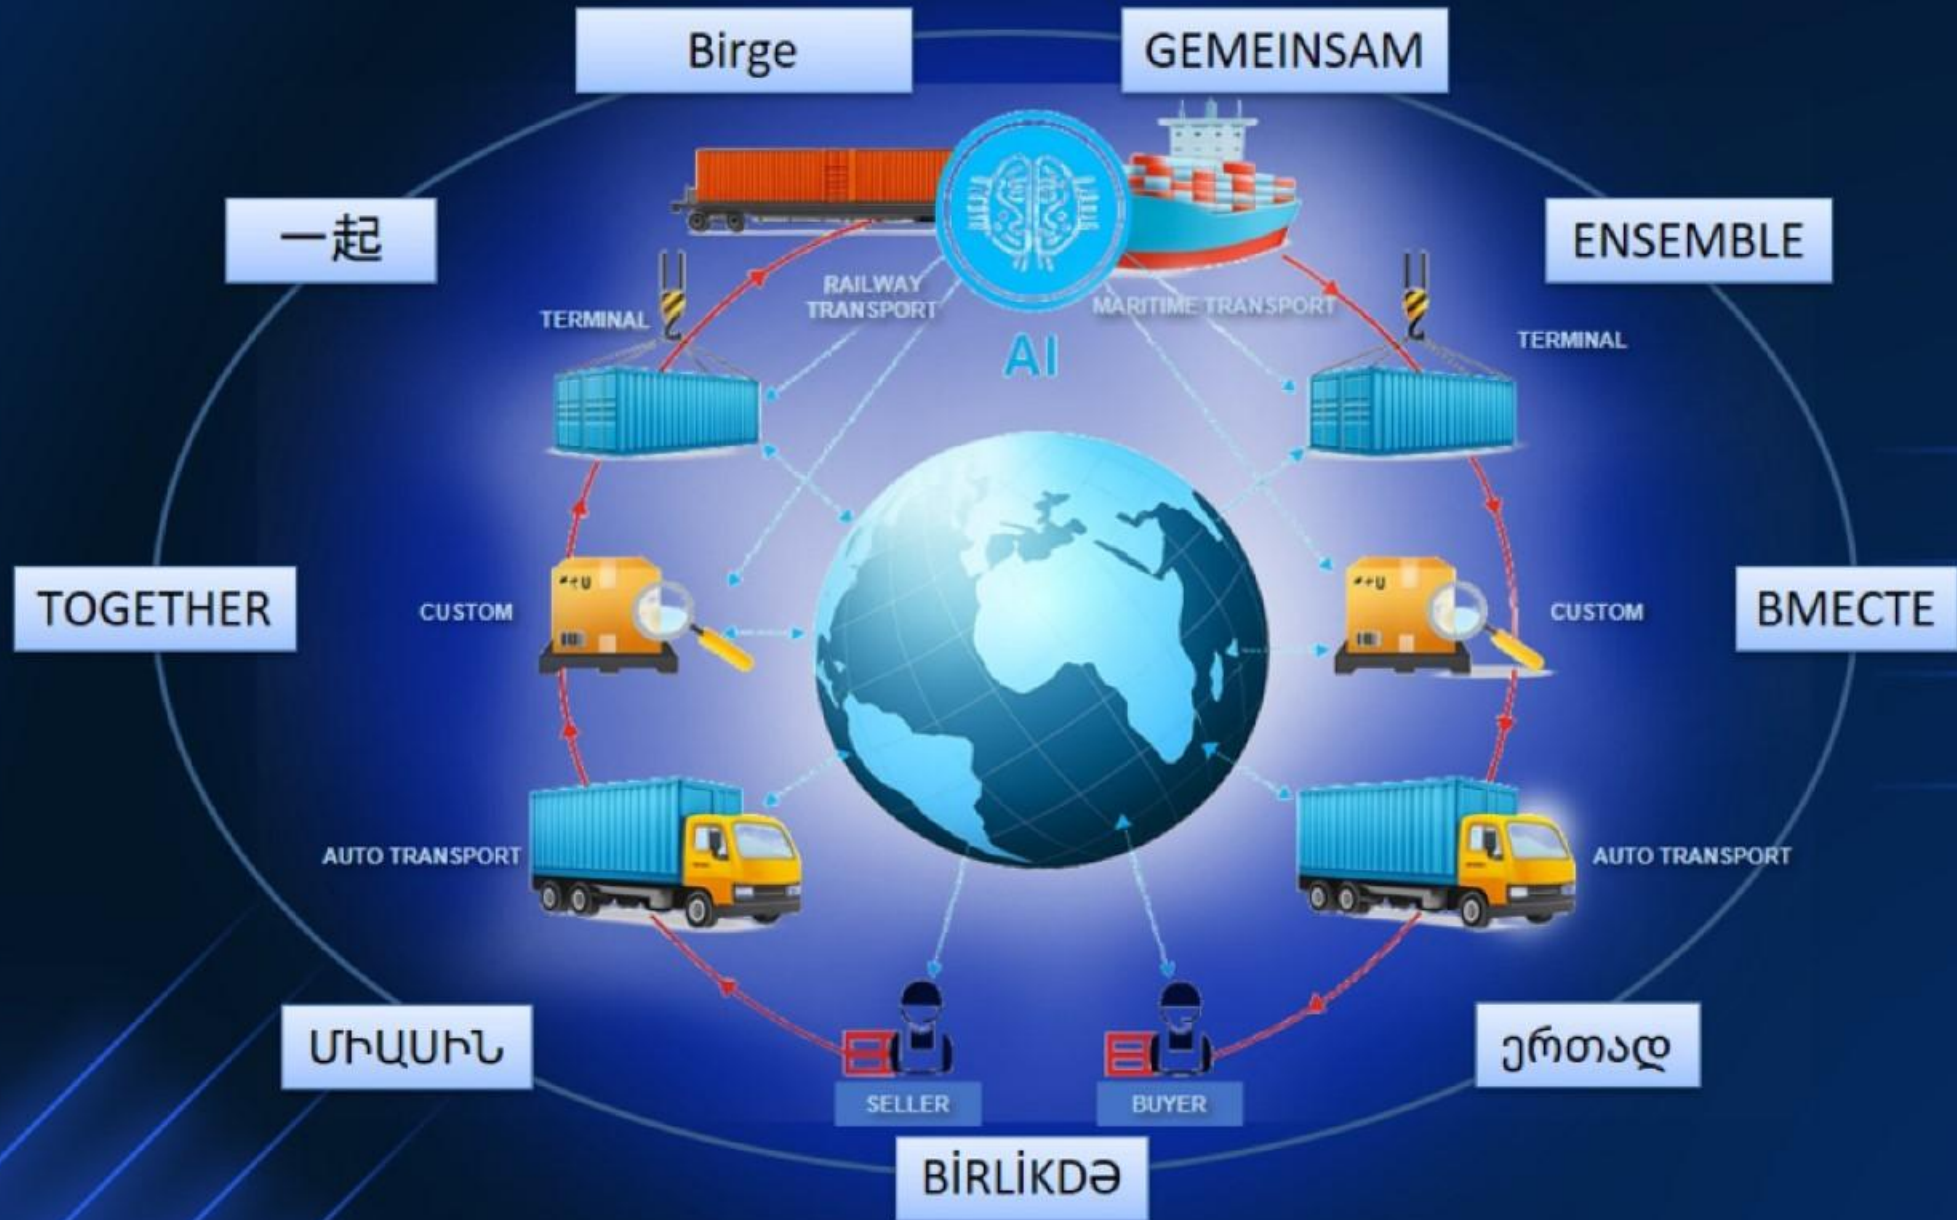 Birge
GEMEINSAM
一起
ENSEMBLE
RAILWAY
TRANSPORT
MARITIME TRANSPORT
TERMINAL
TERMINAL
AI
TOGETHER
CUSTOM
CUSTOM
ВМЕСТЕ
AUTO TRANSPORT
AUTO TRANSPORT
ՄԻԱՍԻՆ
ერთად
SELLER
BUYER
BİRLİKDƏ